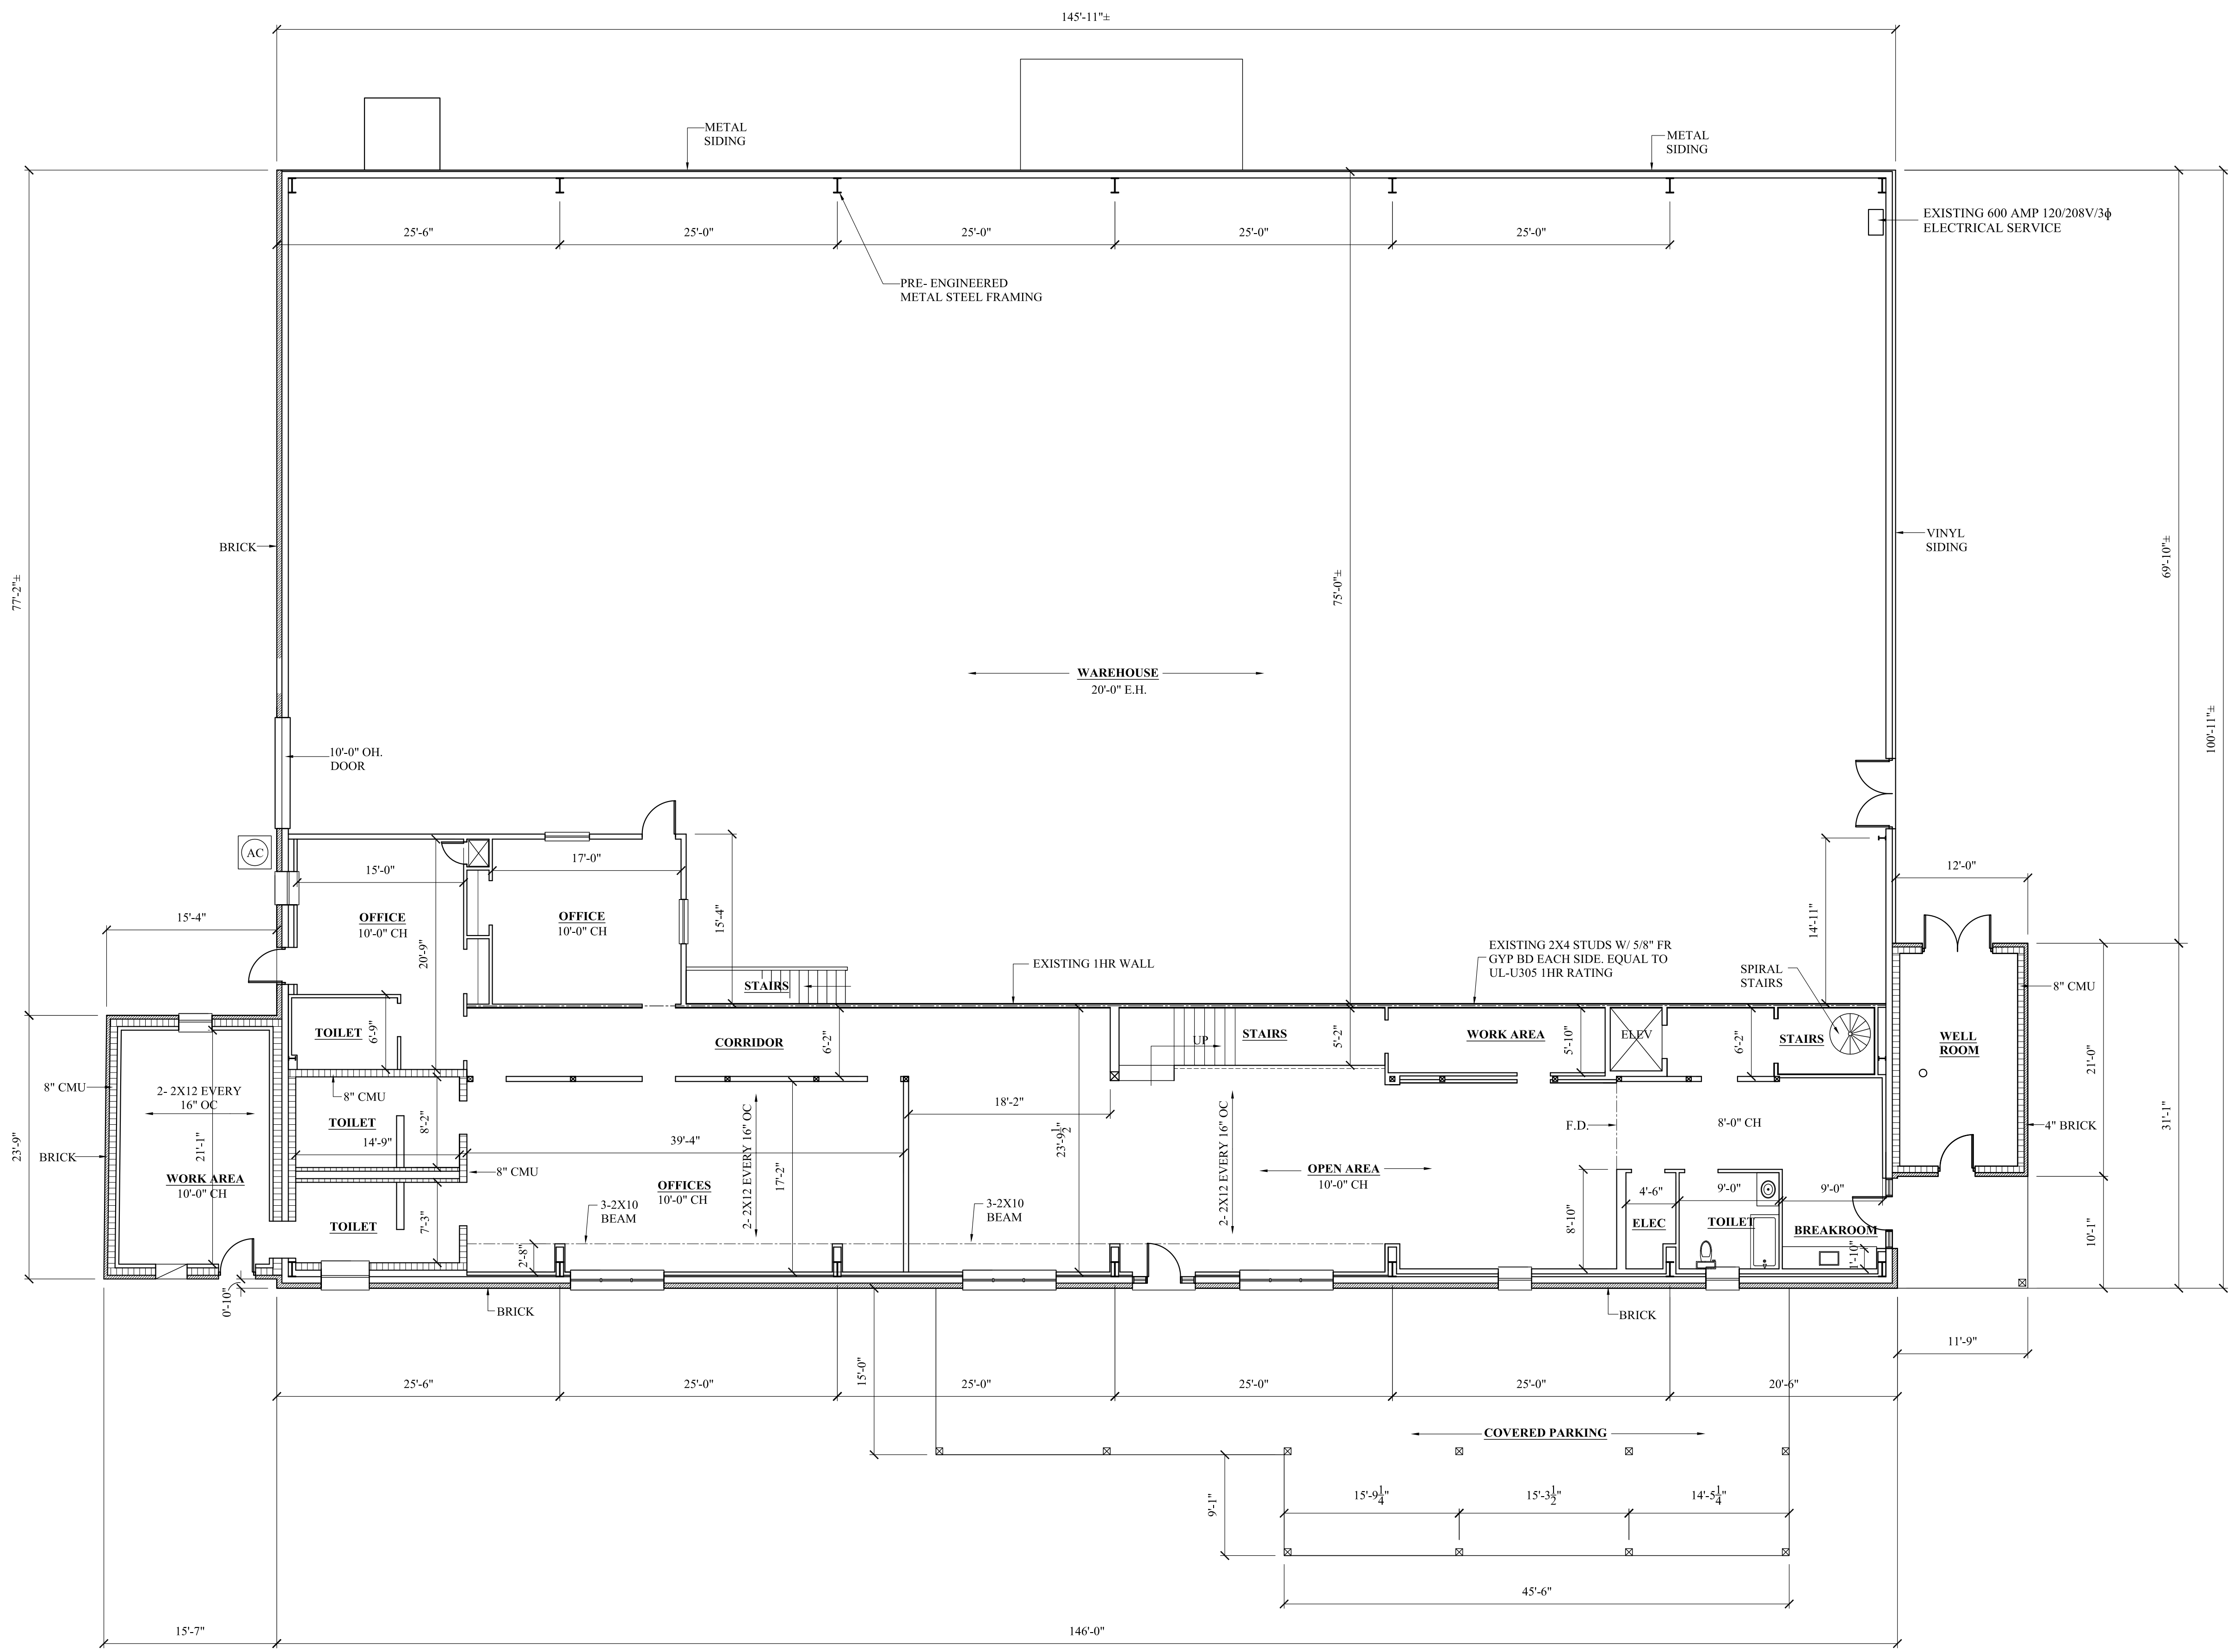 145'-11"±
METAL
SIDING
METAL
SIDING
EXISTING 600 AMP 120/208V/3ϕ
ELECTRICAL SERVICE
25'-6"
25'-0"
25'-0"
25'-0"
25'-0"
PRE- ENGINEERED
METAL STEEL FRAMING
BRICK
VINYL
SIDING
77'-2"±
75'-0"±
69'-10"±
100'-11"±
WAREHOUSE
20'-0" E.H.
10'-0" OH.
DOOR
AC
15'-0"
17'-0"
12'-0"
15'-4"
OFFICE
10'-0" CH
OFFICE
10'-0" CH
15'-4"
14'-11"
20'-9"
EXISTING 1HR WALL
EXISTING 2X4 STUDS W/ 5/8" FR
GYP BD EACH SIDE. EQUAL TO
UL-U305 1HR RATING
SPIRAL
STAIRS
STAIRS
8" CMU
TOILET
6'-9"
CORRIDOR
6'-2"
UP
STAIRS
5'-2"
WORK AREA
5'-10"
ELEV
6'-2"
STAIRS
WELL
ROOM
21'-0"
8" CMU
2- 2X12 EVERY
16" OC
8" CMU
TOILET
8'-2"
14'-9"
39'-4"
2- 2X12 EVERY 16" OC
18'-2"
23'-9 1/2"
2- 2X12 EVERY 16" OC
F.D.
8'-0" CH
4" BRICK
31'-1"
23'-9"
BRICK
21'-1"
WORK AREA
10'-0" CH
8" CMU
OFFICES
10'-0" CH
17'-2"
OPEN AREA
10'-0" CH
4'-6"
9'-0"
9'-0"
TOILET
7'-3"
3-2X10
BEAM
3-2X10
BEAM
8'-10"
ELEC
TOILET
BREAKROOM
10'-1"
2'-8"
1'-10"
0'-10"
BRICK
BRICK
11'-9"
15'-0"
25'-6"
25'-0"
25'-0"
25'-0"
25'-0"
20'-6"
COVERED PARKING
9'-1"
15'-9 1/4"
15'-3 1/2"
14'-5 1/4"
45'-6"
15'-7"
146'-0"